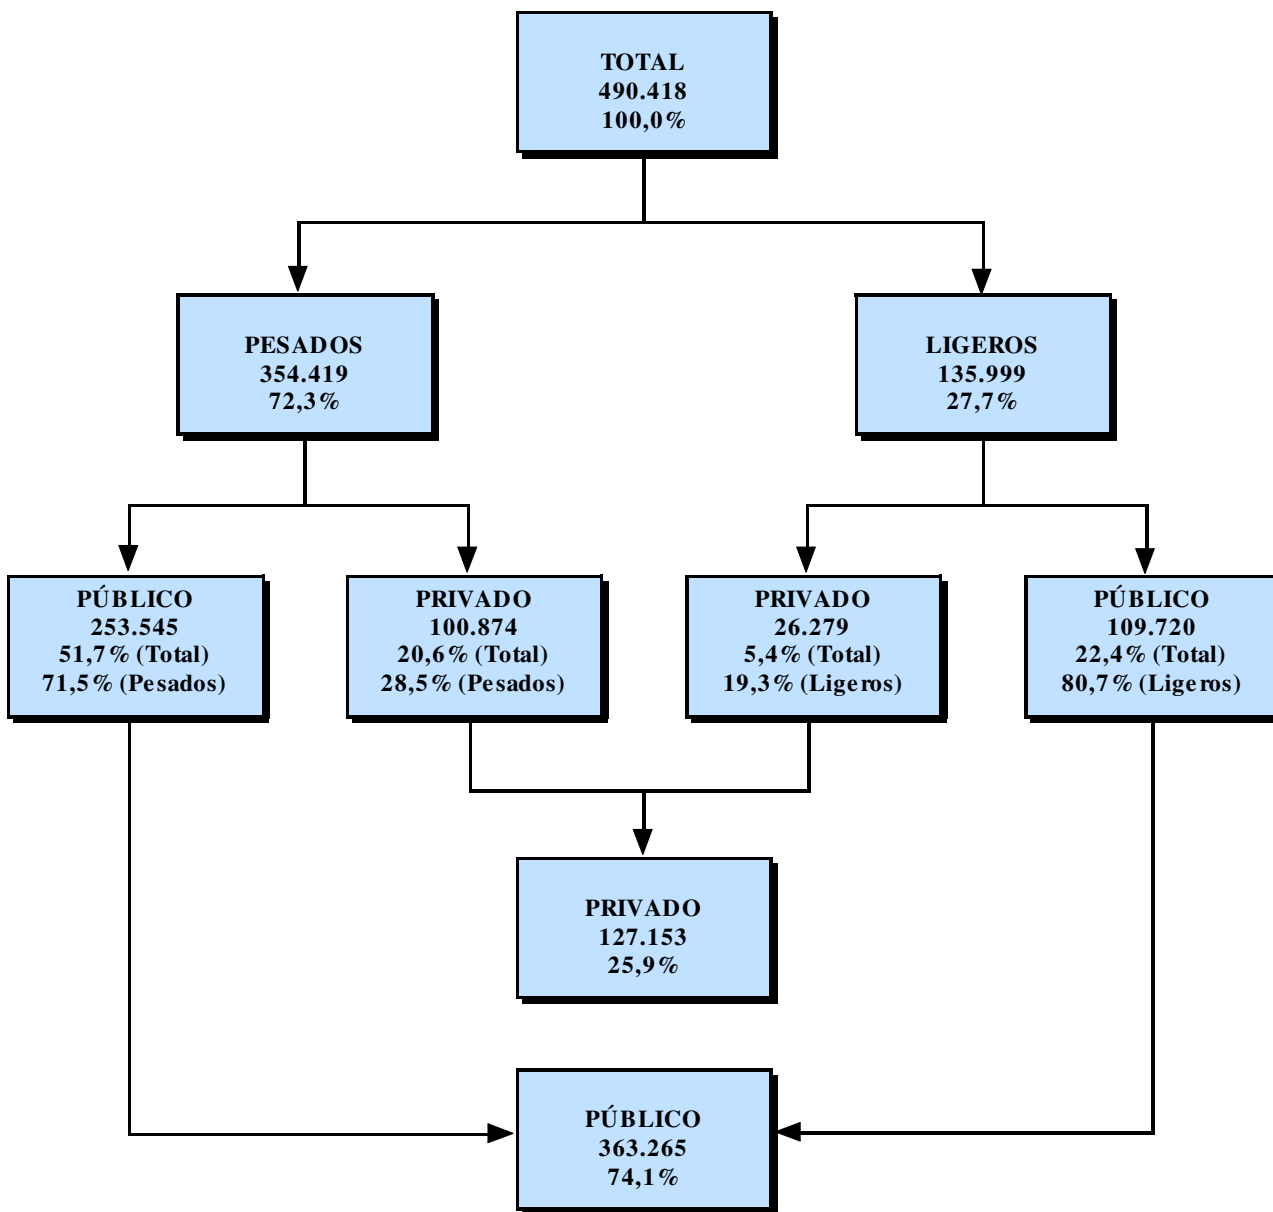 TOTAL
490.418
100,0%
PESADOS
354.419
72,3%
LIGEROS
135.999
27,7%
PÚBLICO
253.545
51,7% (Total)
71,5% (Pesados)
PRIVADO
100.874
20,6% (Total)
28,5% (Pesados)
PRIVADO
26.279
5,4% (Total)
19,3% (Ligeros)
PÚBLICO
109.720
22,4% (Total)
80,7% (Ligeros)
PRIVADO
127.153
25,9%
PÚBLICO
363.265
74,1%